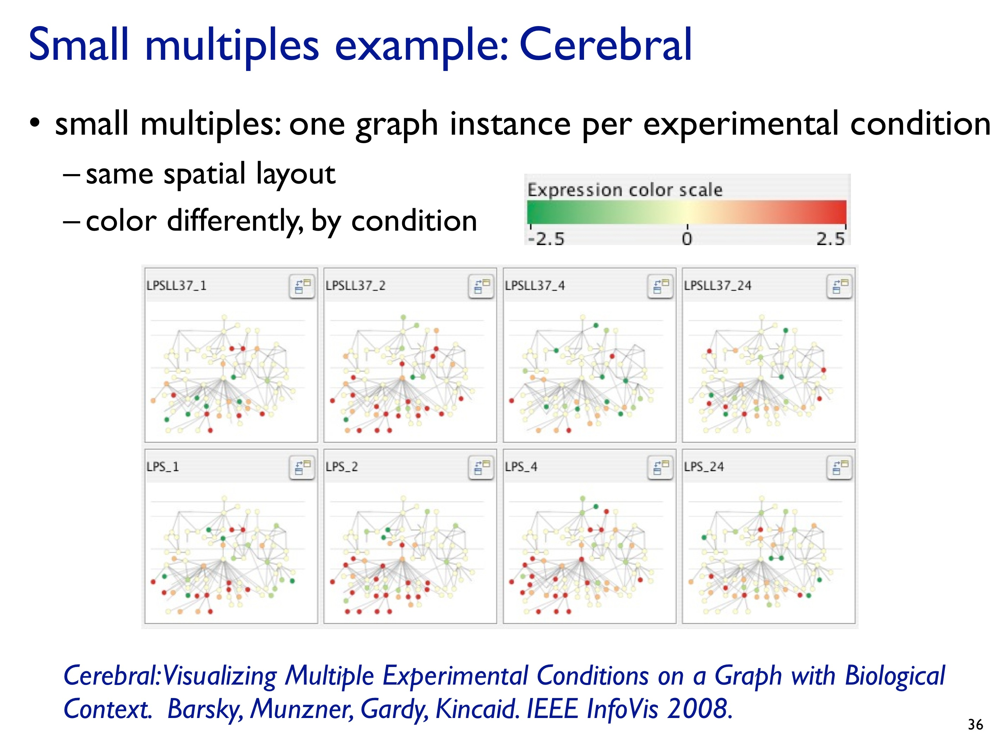 Small multiples example: Cerebral
• small multiples: one graph instance per experimental condition
– same spatial layout
– color differently, by condition
Expression color scale
-2.5 0 2.5
LPSLL37_1 LPSLL37_2 LPSLL37_4 LPSLL37_24
LPS_1 LPS_2 LPS_4 LPS_24
Cerebral: Visualizing Multiple Experimental Conditions on a Graph with Biological
Context. Barsky, Munzner, Gardy, Kincaid. IEEE InfoVis 2008.
36